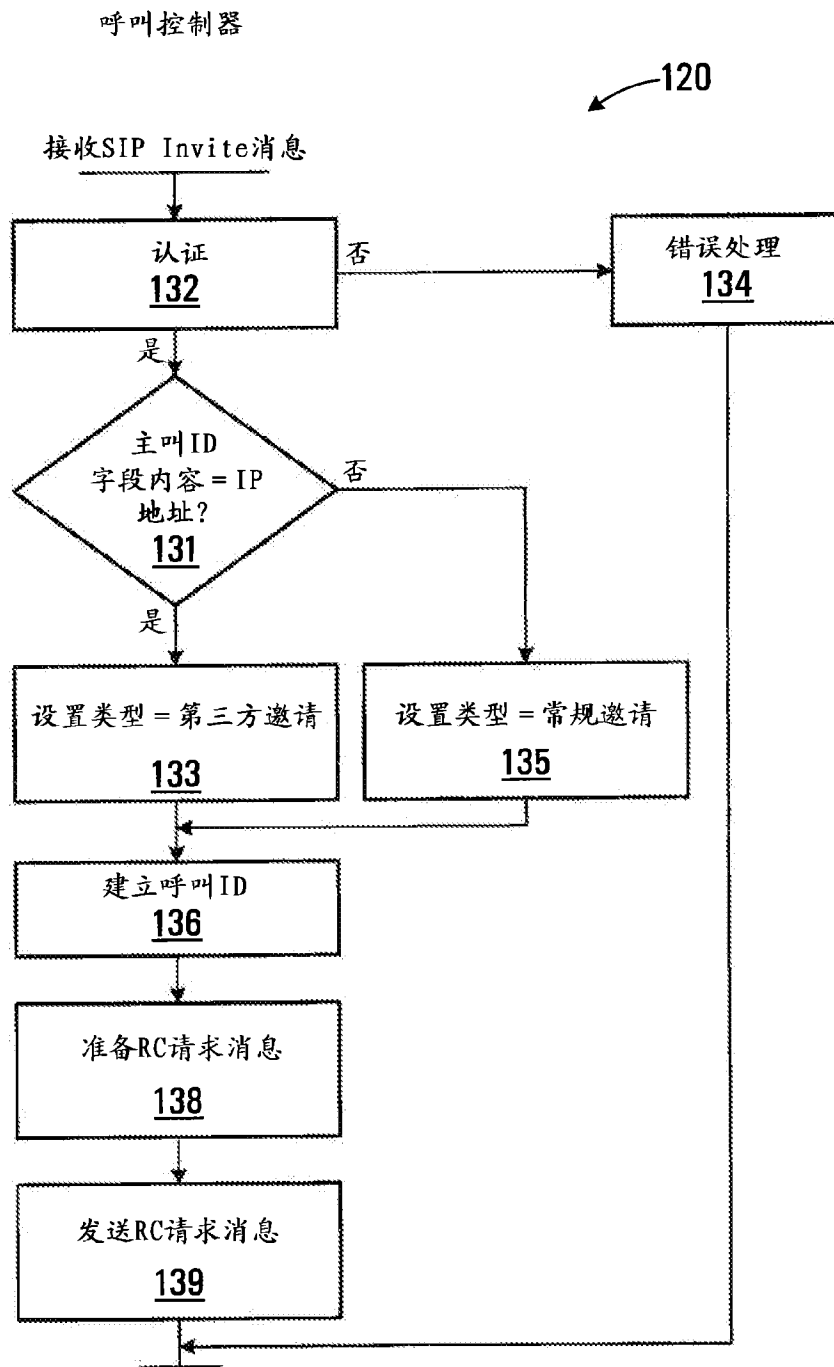 呼叫控制器
120
接收SIP Invite消息
认证
132
否
错误处理
134
是
主叫ID
字段内容=IP
地址?
131
否
是
设置类型=第三方邀请
133
设置类型=常规邀请
135
建立呼叫ID
136
准备RC请求消息
138
发送RC请求消息
139